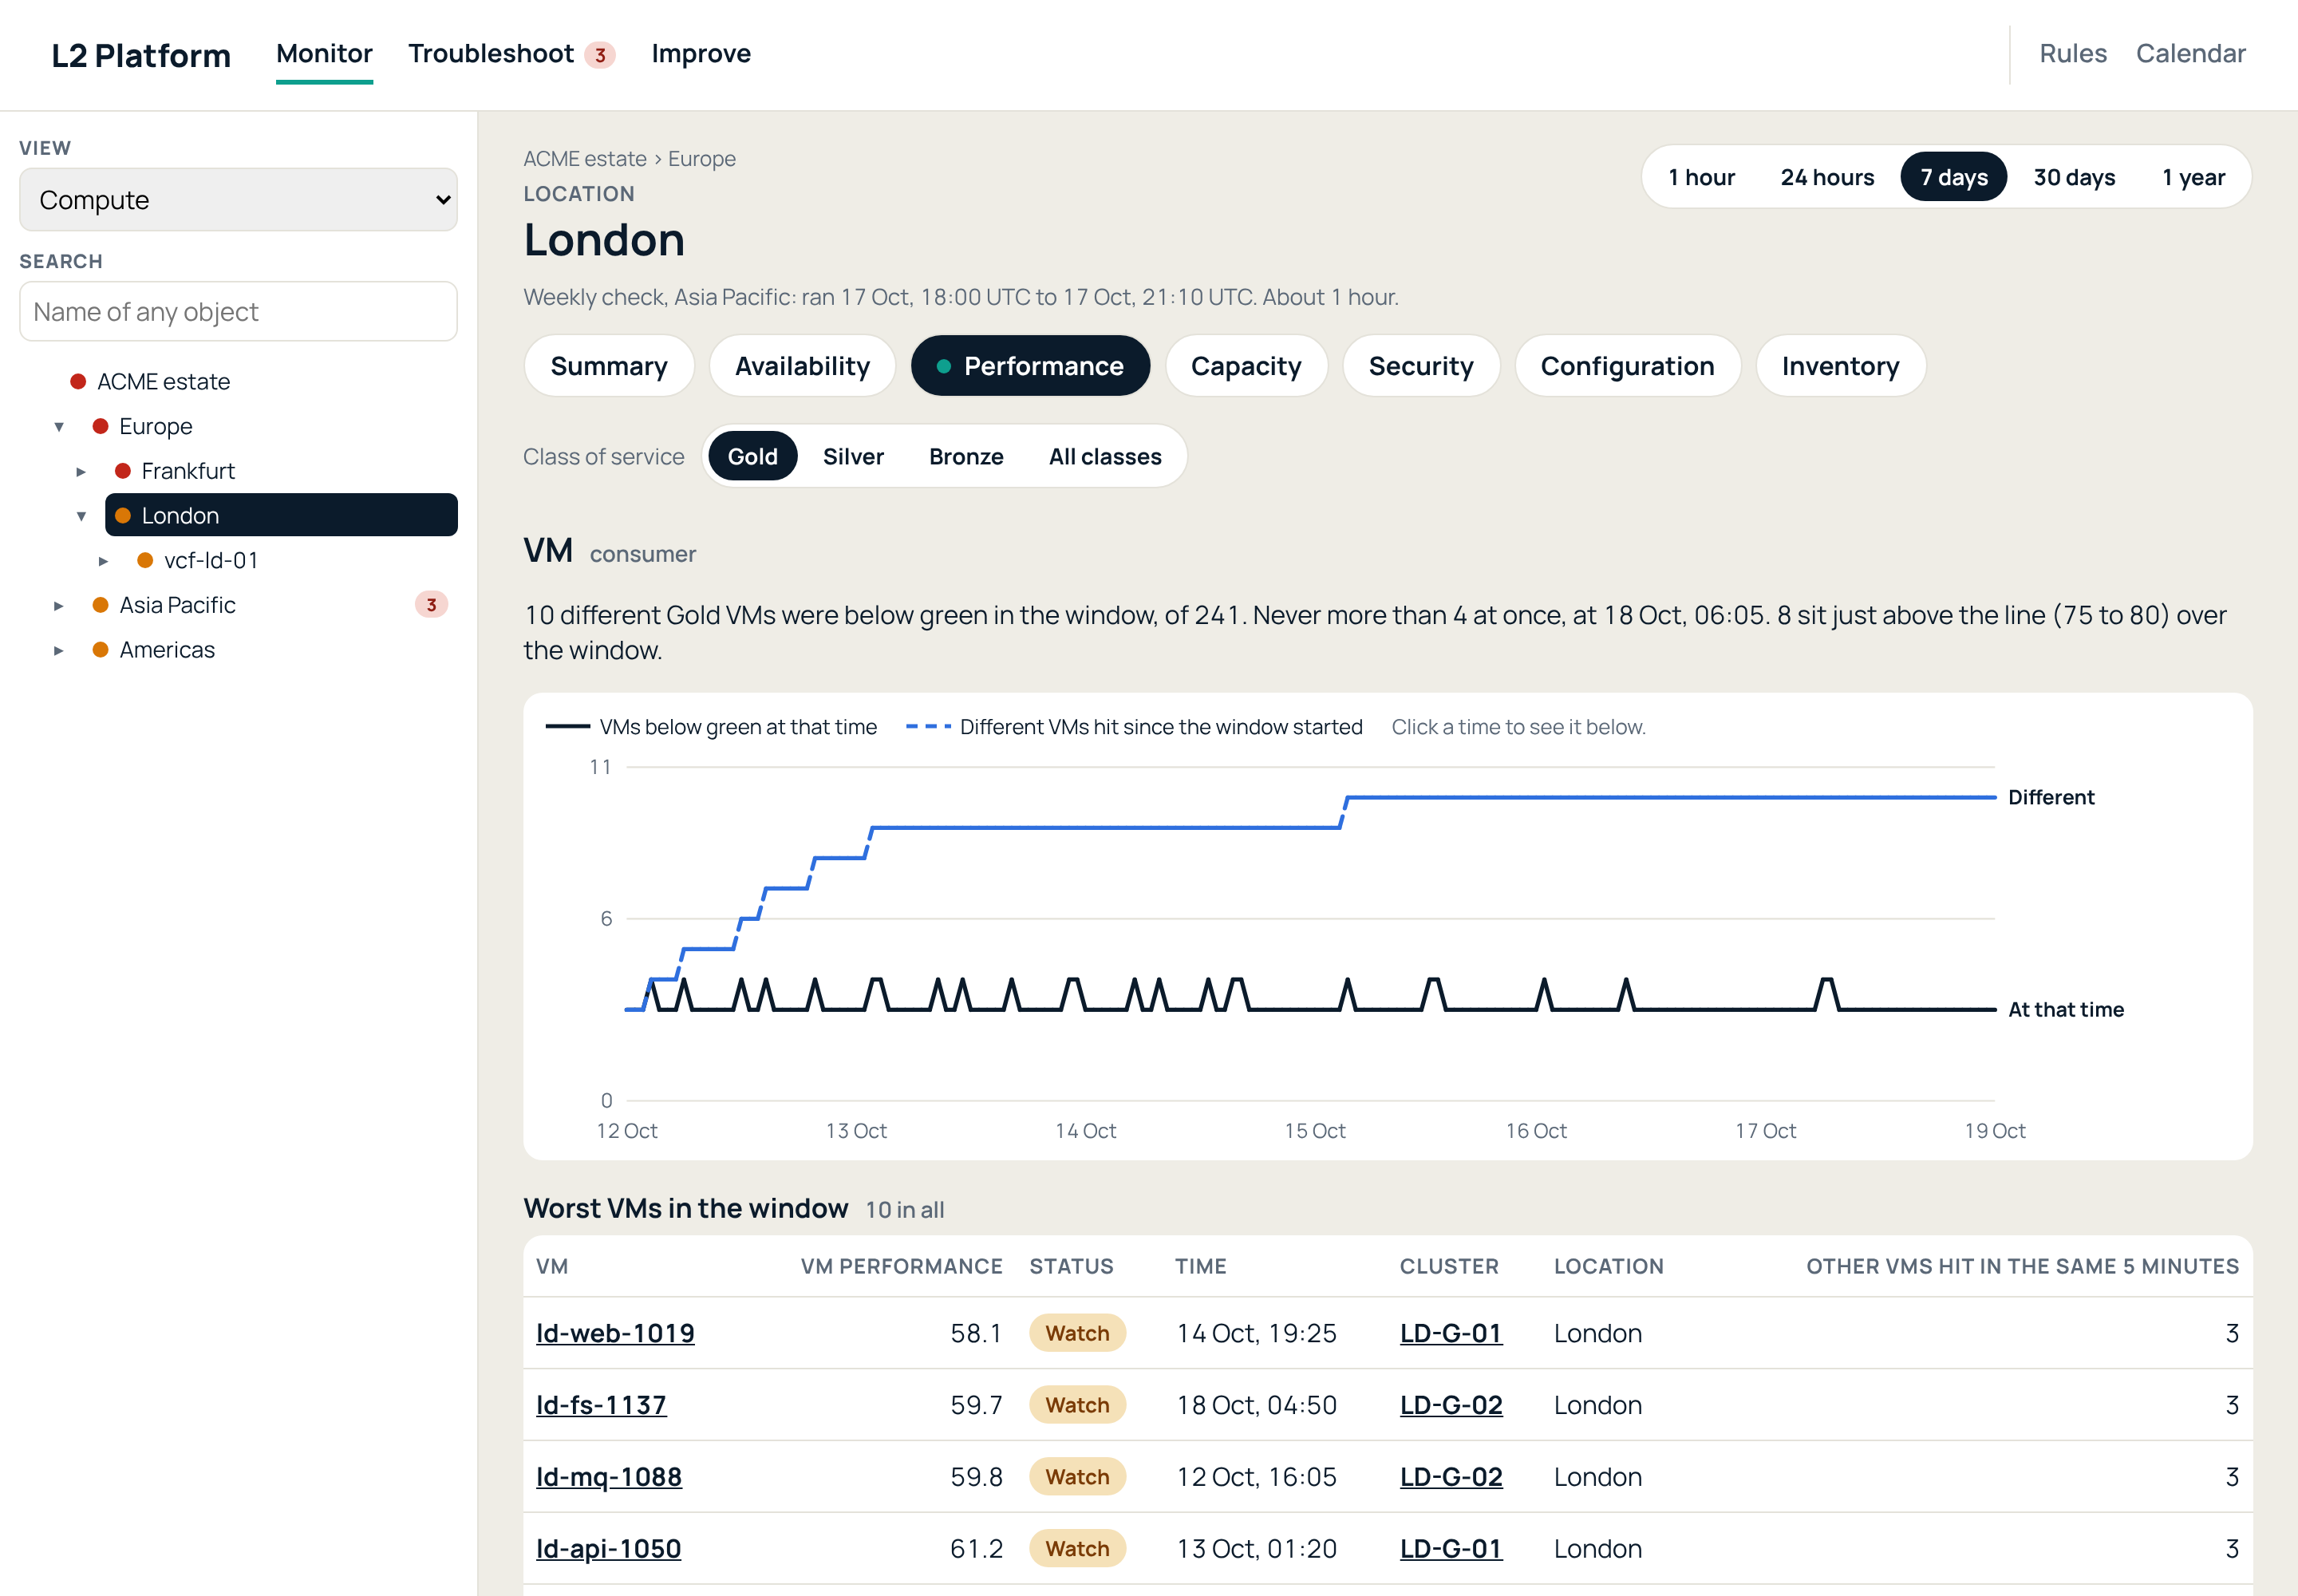 L2 Platform
Monitor
Troubleshoot 3
Improve
Rules
Calendar
VIEW
Compute
SEARCH
Name of any object
ACME estate
Europe
Frankfurt
London
vcf-ld-01
Asia Pacific 3
Americas
ACME estate › Europe
LOCATION
London
1 hour 24 hours 7 days 30 days 1 year
Weekly check, Asia Pacific: ran 17 Oct, 18:00 UTC to 17 Oct, 21:10 UTC. About 1 hour.
Summary Availability Performance Capacity Security Configuration Inventory
Class of service Gold Silver Bronze All classes
VM consumer
10 different Gold VMs were below green in the window, of 241. Never more than 4 at once, at 18 Oct, 06:05. 8 sit just above the line (75 to 80) over
the window.
VMs below green at that time Different VMs hit since the window started Click a time to see it below.
11
Different
6
At that time
0
12 Oct 13 Oct 14 Oct 15 Oct 16 Oct 17 Oct 19 Oct
Worst VMs in the window 10 in all
VM VM PERFORMANCE STATUS TIME CLUSTER LOCATION OTHER VMS HIT IN THE SAME 5 MINUTES
ld-web-1019 58.1 Watch 14 Oct, 19:25 LD-G-01 London 3
ld-fs-1137 59.7 Watch 18 Oct, 04:50 LD-G-02 London 3
ld-mq-1088 59.8 Watch 12 Oct, 16:05 LD-G-02 London 3
ld-api-1050 61.2 Watch 13 Oct, 01:20 LD-G-01 London 3